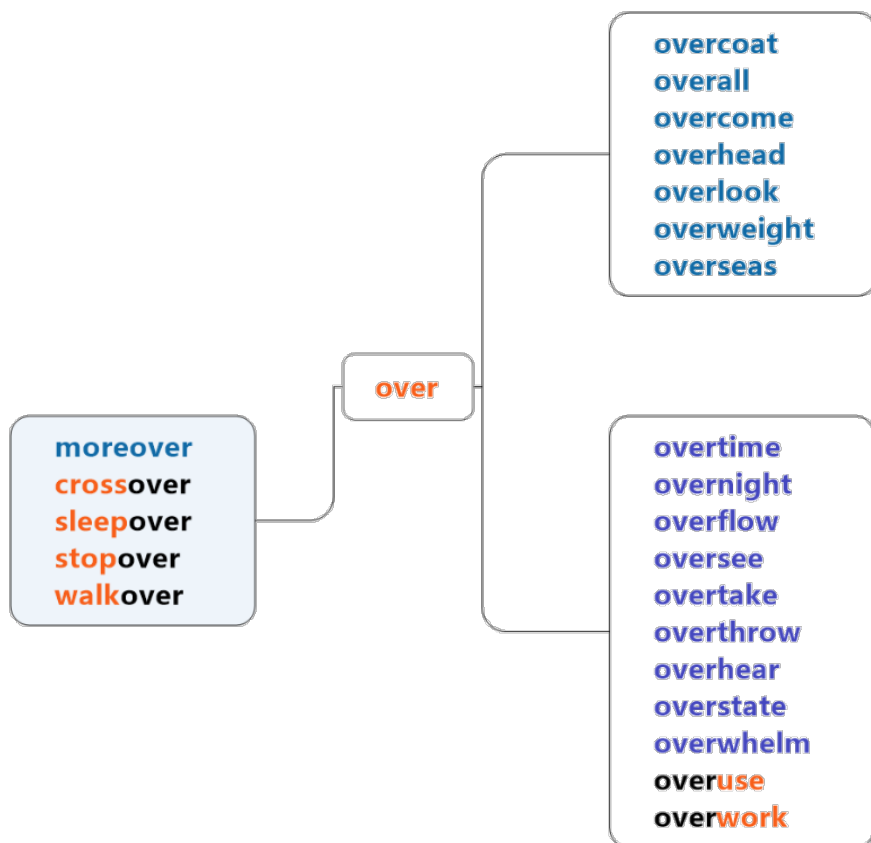 overcoat
overall
overcome
overhead
overlook
overweight
overseas
over
moreover
crossover
sleepover
stopover
walkover
overtime
overnight
overflow
oversee
overtake
overthrow
overhear
overstate
overwhelm
overuse
overwork